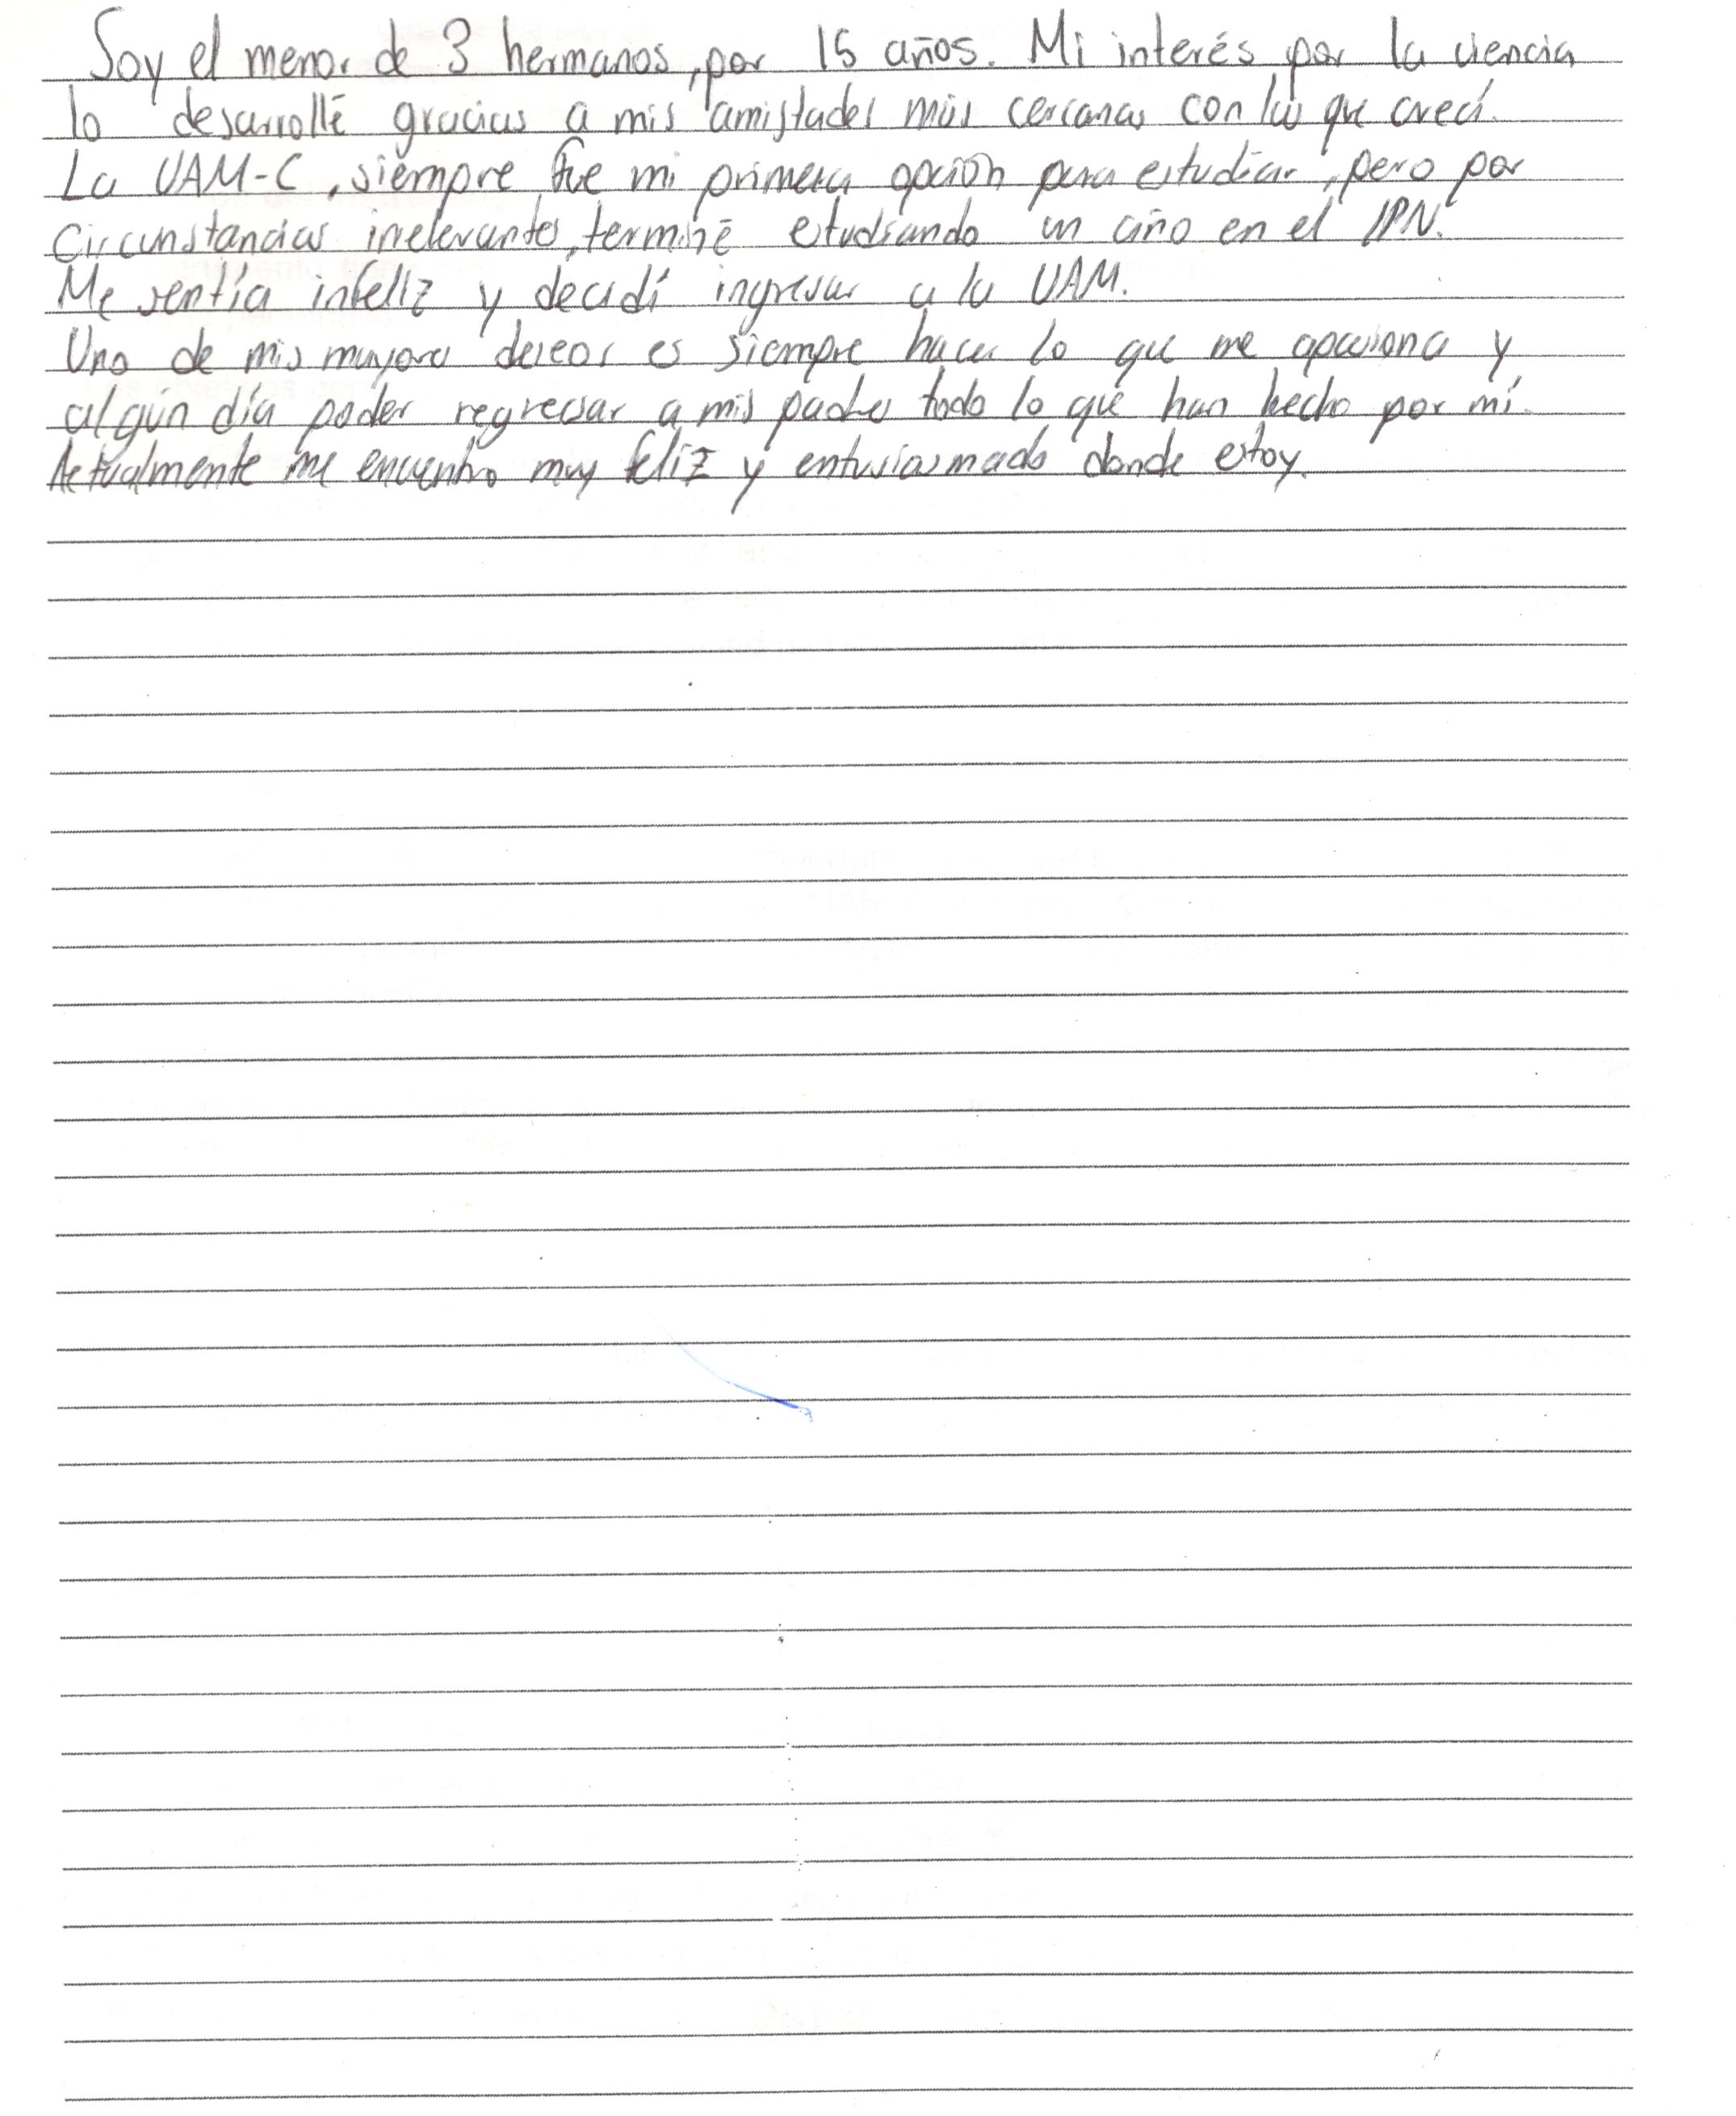 Soy el menor de 3 hermanos, por 15 años. Mi interés por la ciencia
lo desarrollé gracias a mis amistades más cercanas con las que crecí.
La UAM-C, siempre fue mi primera opción para estudiar, pero por
circunstancias irrelevantes, terminé estudiando un año en el IPN.
Me sentía infeliz y decidí ingresar a la UAM.
Uno de mis mayores deseos es siempre hacer lo que me apasiona y
algún día poder regresar a mis padres todo lo que han hecho por mí.
Actualmente me encuentro muy feliz y entusiasmado donde estoy.